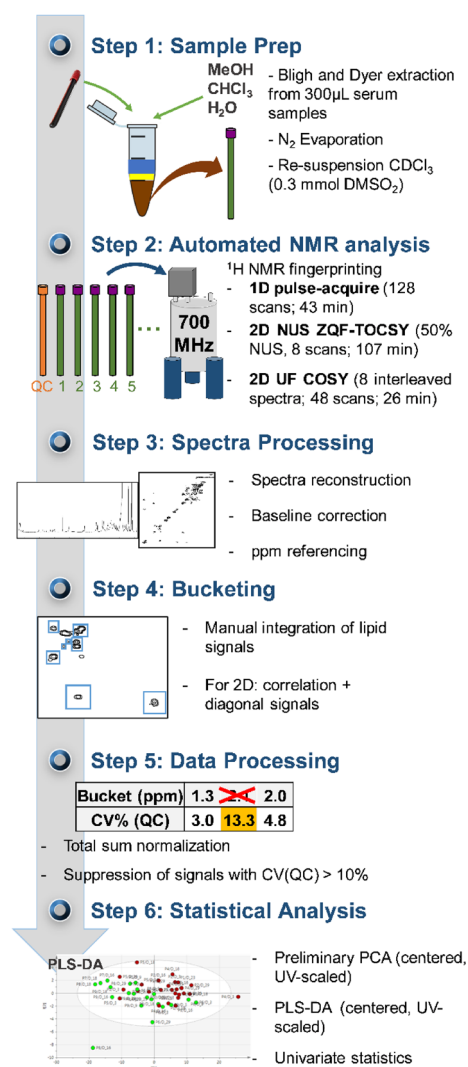 Step 1: Sample Prep
MeOH
CHCl3
H2O
- Bligh and Dyer extraction
from 300µL serum
samples
- N2 Evaporation
- Re-suspension CDCl3
(0.3 mmol DMSO2)
Step 2: Automated NMR analysis
1H NMR fingerprinting
- 1D pulse-acquire (128
scans; 43 min)
- 2D NUS ZQF-TOCSY (50%
NUS, 8 scans; 107 min)
- 2D UF COSY (8 interleaved
spectra; 48 scans; 26 min)
700
MHz
QC 1 2 3 4 5
Step 3: Spectra Processing
- Spectra reconstruction
- Baseline correction
- ppm referencing
Step 4: Bucketing
- Manual integration of lipid
signals
- For 2D: correlation +
diagonal signals
Step 5: Data Processing
Bucket (ppm) 1.3 2.0
CV% (QC) 3.0 13.3 4.8
- Total sum normalization
- Suppression of signals with CV(QC) > 10%
Step 6: Statistical Analysis
PLS-DA
- Preliminary PCA (centered,
UV-scaled)
- PLS-DA (centered, UV-
scaled)
- Univariate statistics